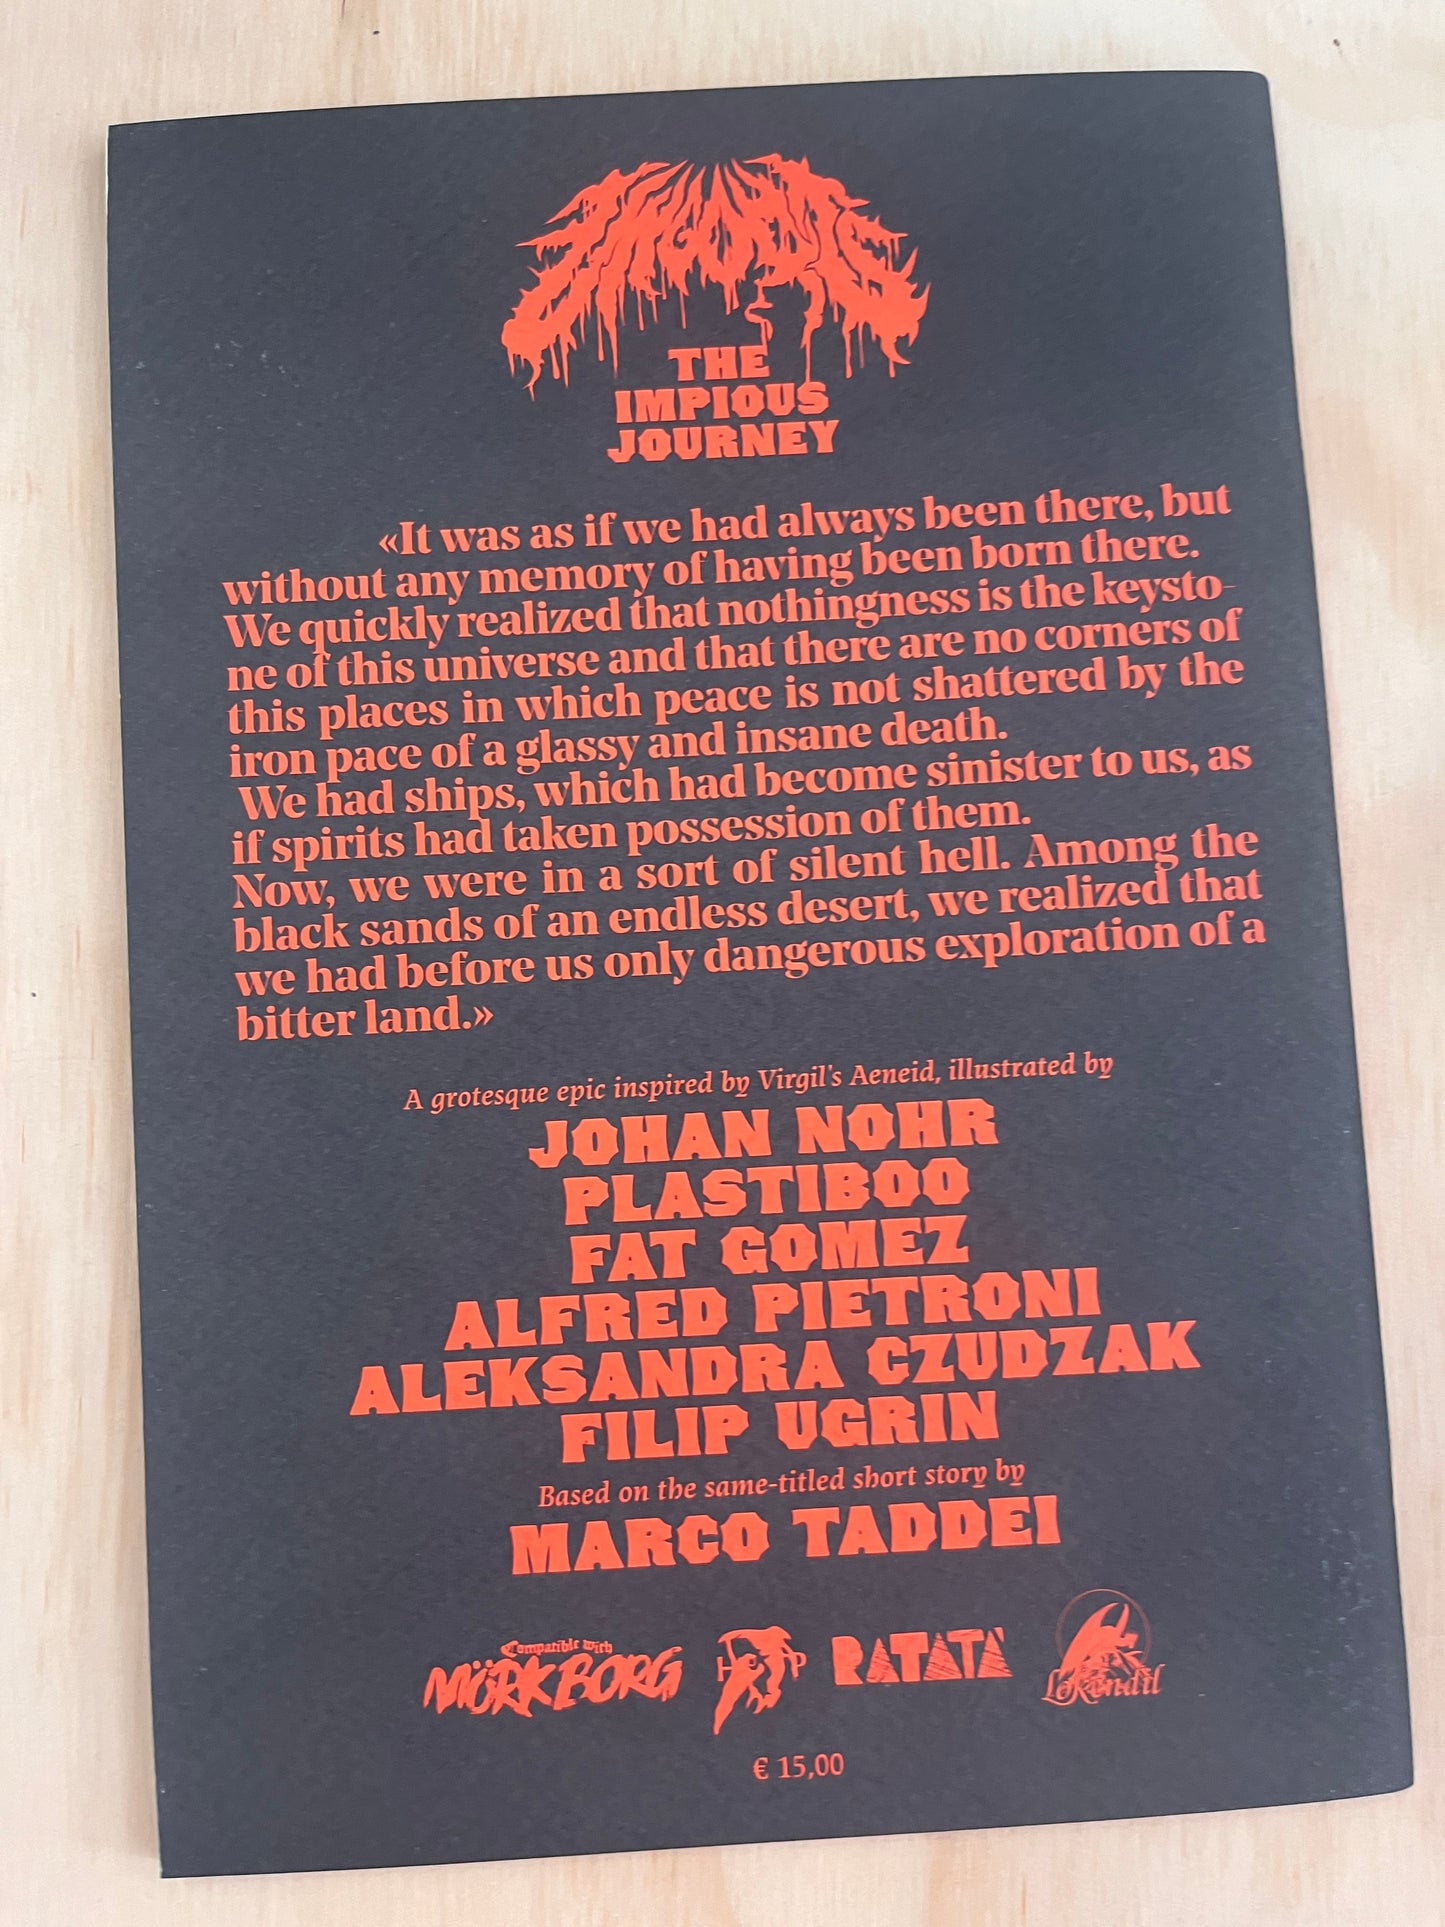 THE
IMPIOUS
JOURNEY
«It was as if we had always been there, but
without any memory of having been born there.
We quickly realized that nothingness is the keysto-
ne of this universe and that there are no corners of
this places in which peace is not shattered by the
iron pace of a glassy and insane death.
We had ships, which had become sinister to us, as
if spirits had taken possession of them.
Now, we were in a sort of silent hell. Among the
black sands of an endless desert, we realized that
we had before us only dangerous exploration of a
bitter land.»
A grotesque epic inspired by Virgil's Aeneid, illustrated by
JOHAN NOHR
PLASTIBOO
FAT GOMEZ
ALFRED PIETRONI
ALEKSANDRA CZUDZAK
FILIP UGRIN
Based on the same-titled short story by
MARCO TADDEI
Compatible with
MÖRK BORG
RATATÀ
Lokendil
€ 15,00